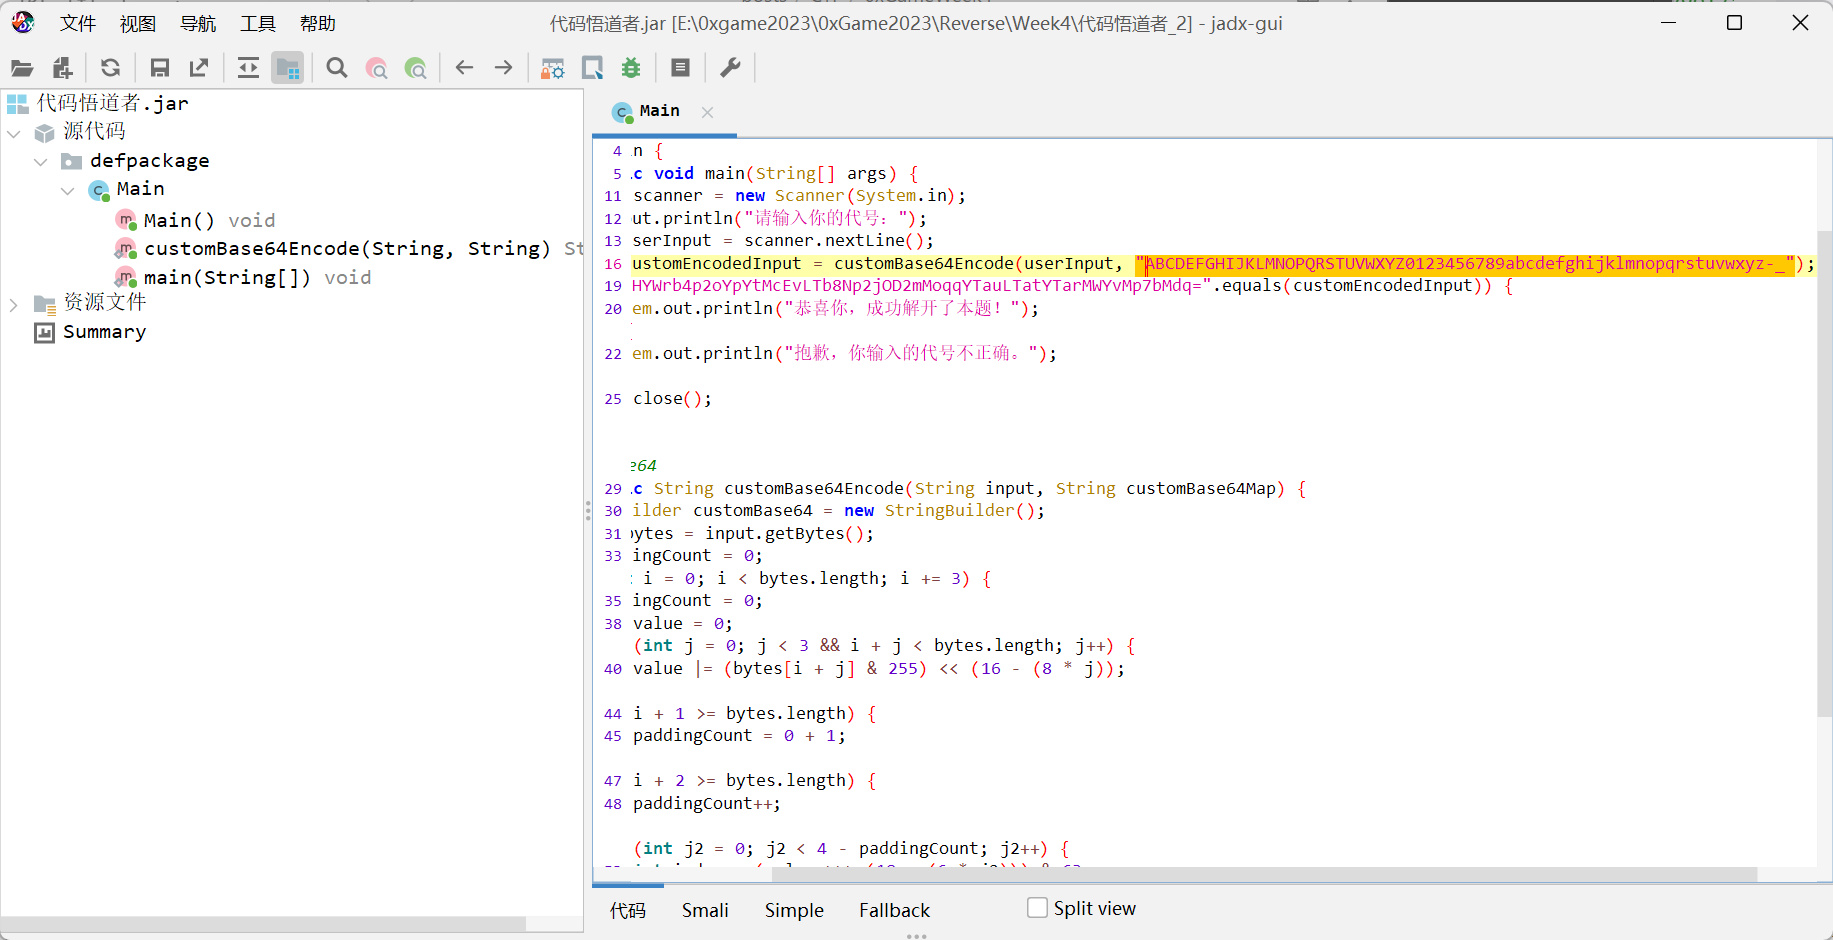 文件 视图 导航 工具 帮助 代码悟道者.jar [E:\0xgame2023\0xGame2023\Reverse\Week4\代码悟道者_2] - jadx-gui
代码悟道者.jar
源代码
defpackage
Main
Main() void
customBase64Encode(String, String) St
main(String[]) void
资源文件
Summary
Main
4 n {
5 c void main(String[] args) {
11 scanner = new Scanner(System.in);
12 ut.println("请输入你的代号：");
13 serInput = scanner.nextLine();
16 ustomEncodedInput = customBase64Encode(userInput, "ABCDEFGHIJKLMNOPQRSTUVWXYZ0123456789abcdefghijklmnopqrstuvwxyz-_");
19 HYWrb4p2oYpYtMcEvLTb8Np2jOD2mMoqqYTauLTatYTarMWYvMp7bMdq=".equals(customEncodedInput)) {
20 em.out.println("恭喜你，成功解开了本题！");
22 em.out.println("抱歉，你输入的代号不正确。");
25 close();
e64
29 c String customBase64Encode(String input, String customBase64Map) {
30 ilder customBase64 = new StringBuilder();
31 ytes = input.getBytes();
33 ingCount = 0;
: i = 0; i < bytes.length; i += 3) {
35 ingCount = 0;
38 value = 0;
(int j = 0; j < 3 && i + j < bytes.length; j++) {
40 value |= (bytes[i + j] & 255) << (16 - (8 * j));
44 i + 1 >= bytes.length) {
45 paddingCount = 0 + 1;
47 i + 2 >= bytes.length) {
48 paddingCount++;
(int j2 = 0; j2 < 4 - paddingCount; j2++) {
代码 Smali Simple Fallback Split view